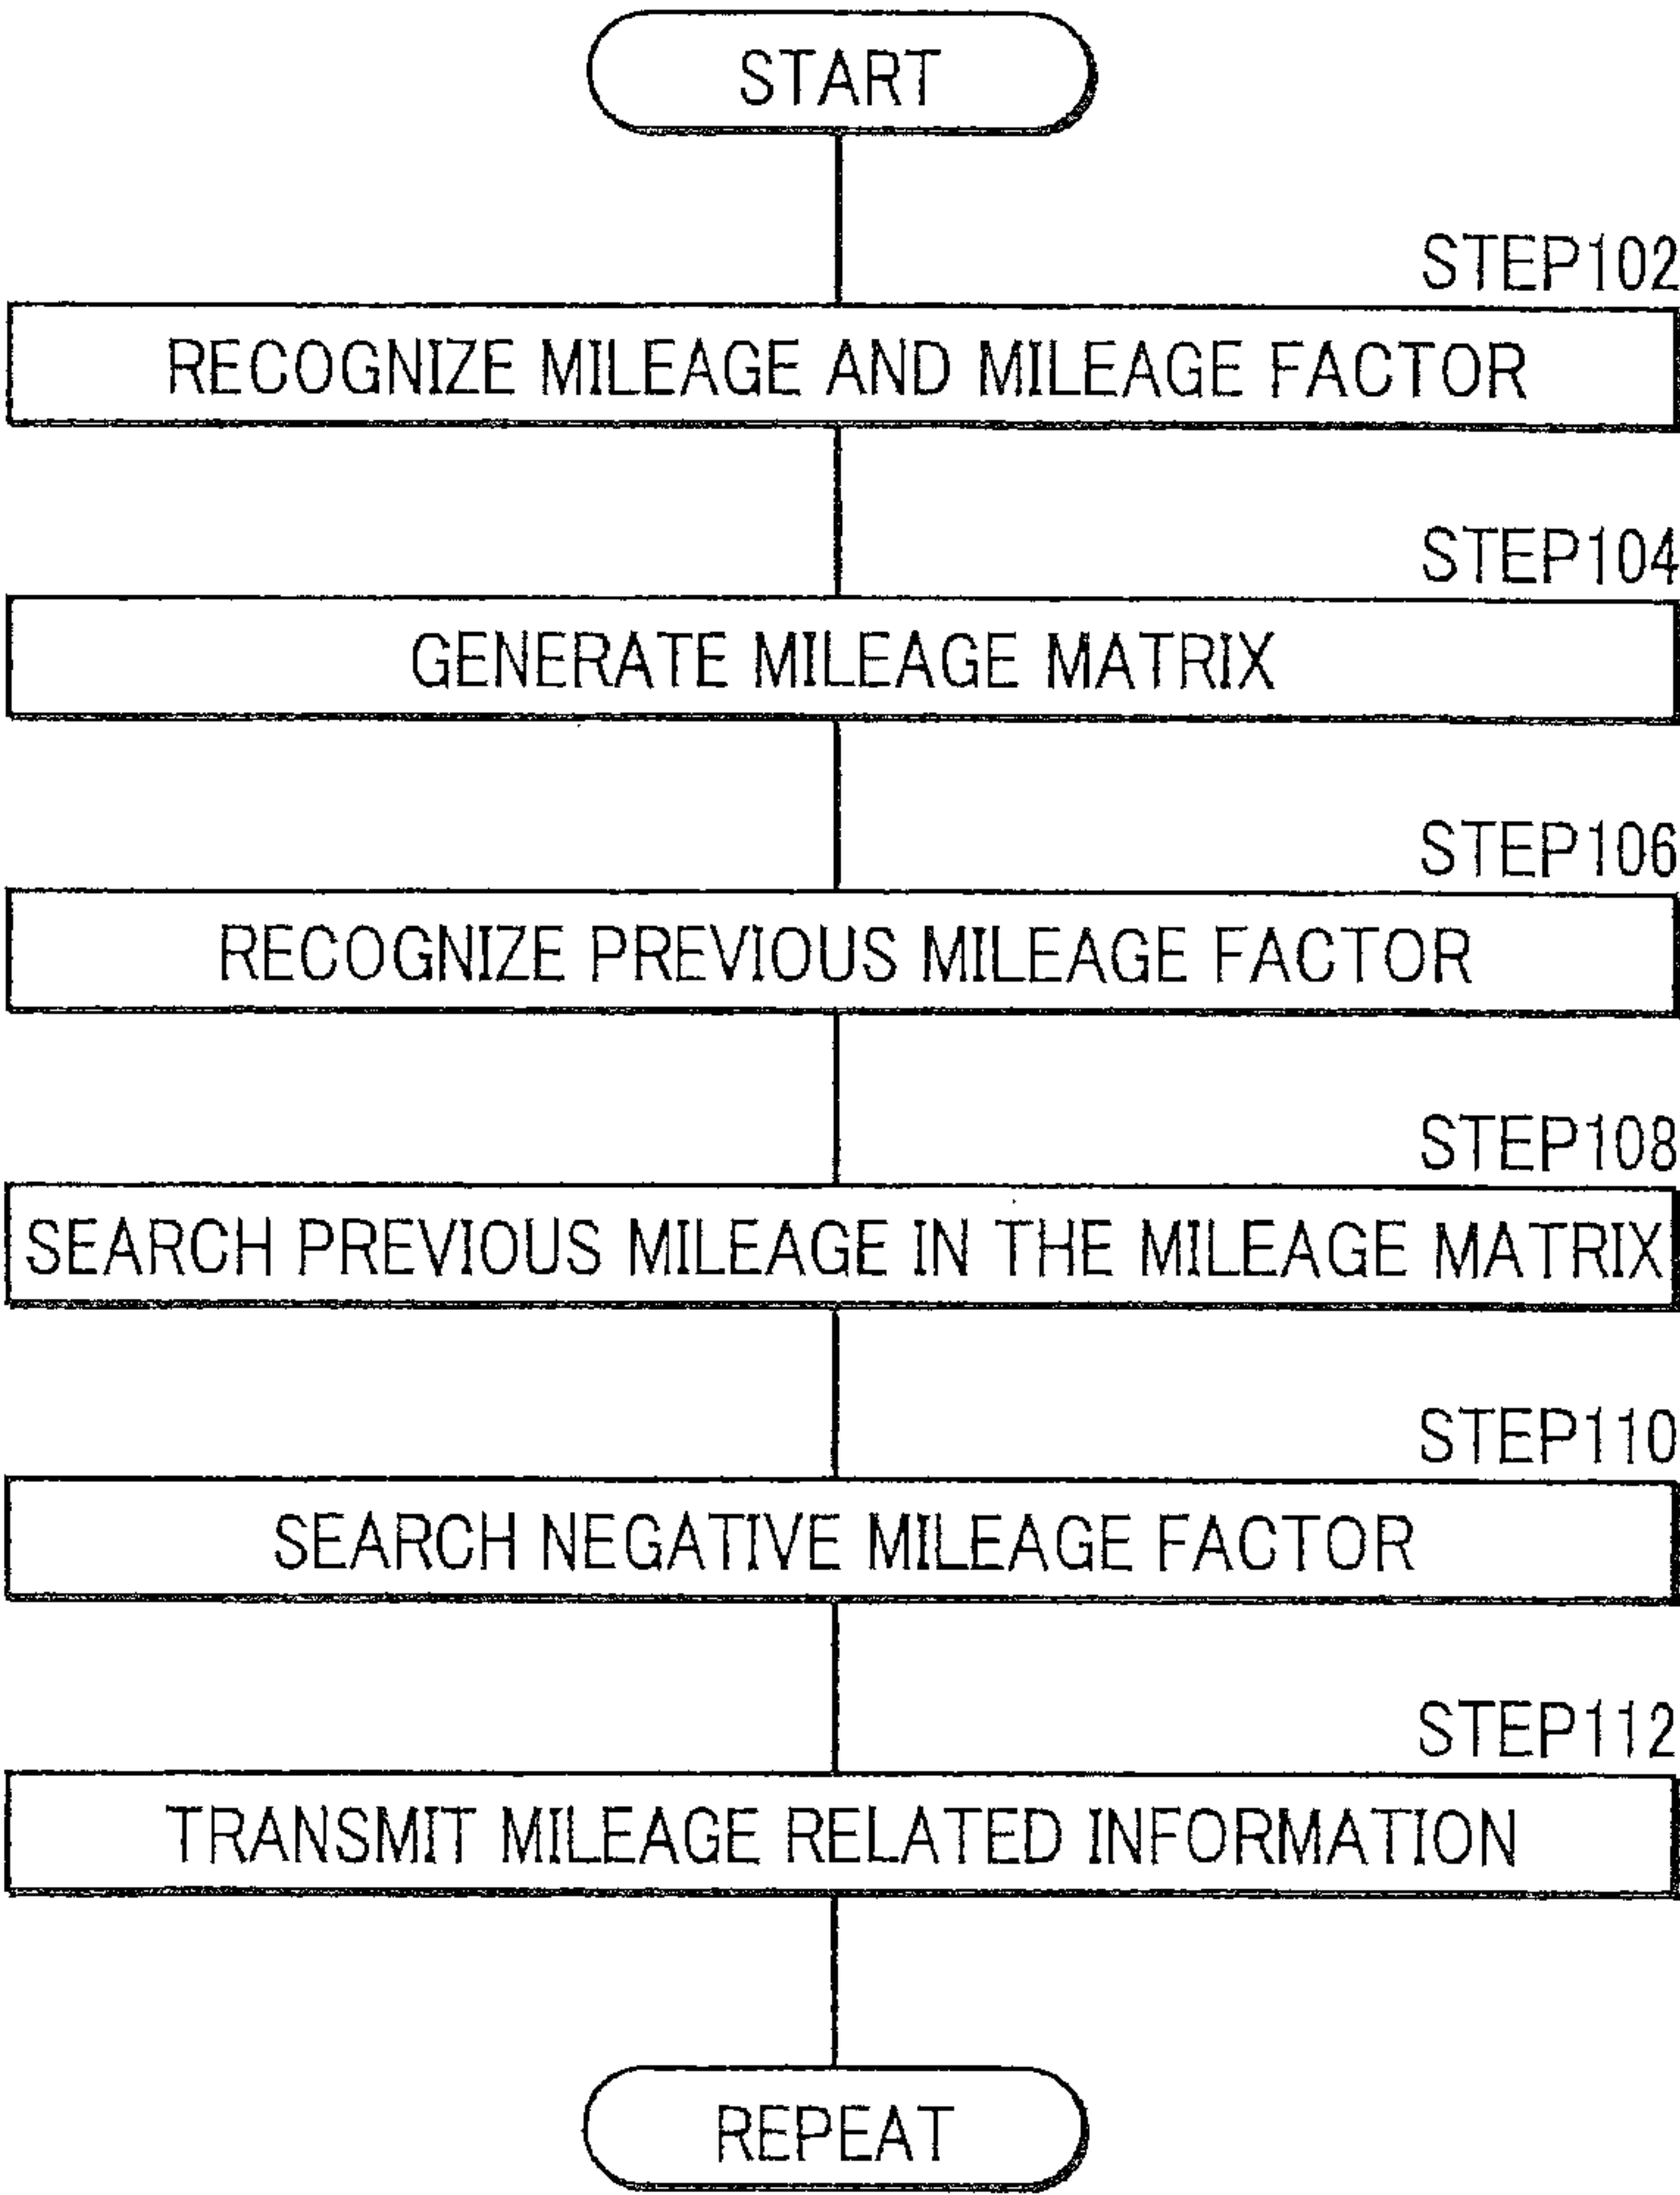 START
STEP102
RECOGNIZE MILEAGE AND MILEAGE FACTOR
STEP104
GENERATE MILEAGE MATRIX
STEP106
RECOGNIZE PREVIOUS MILEAGE FACTOR
STEP108
SEARCH PREVIOUS MILEAGE IN THE MILEAGE MATRIX
STEP110
SEARCH NEGATIVE MILEAGE FACTOR
STEP112
TRANSMIT MILEAGE RELATED INFORMATION
REPEAT